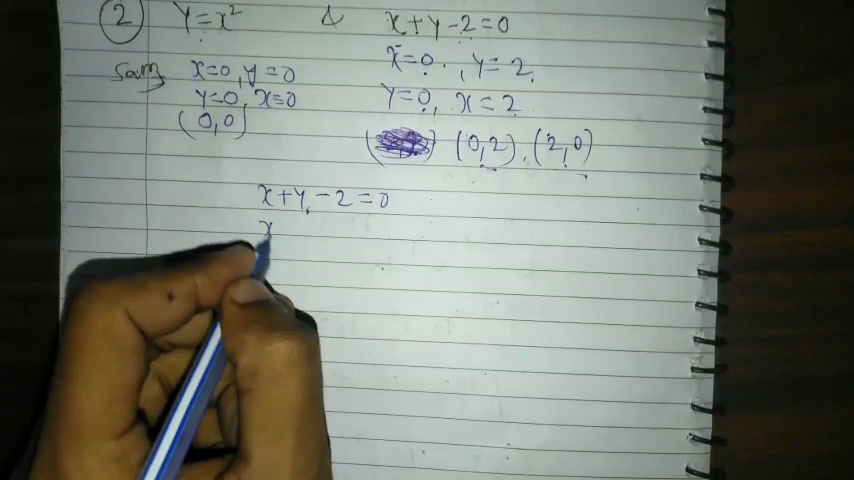 ② Y=x² & x+y-2=0
x=0, y=0 x=0, y=2.
y=0, x=0 y=0, x=2
(0,0) (0,2), (2,0)
x+y-2=0
x